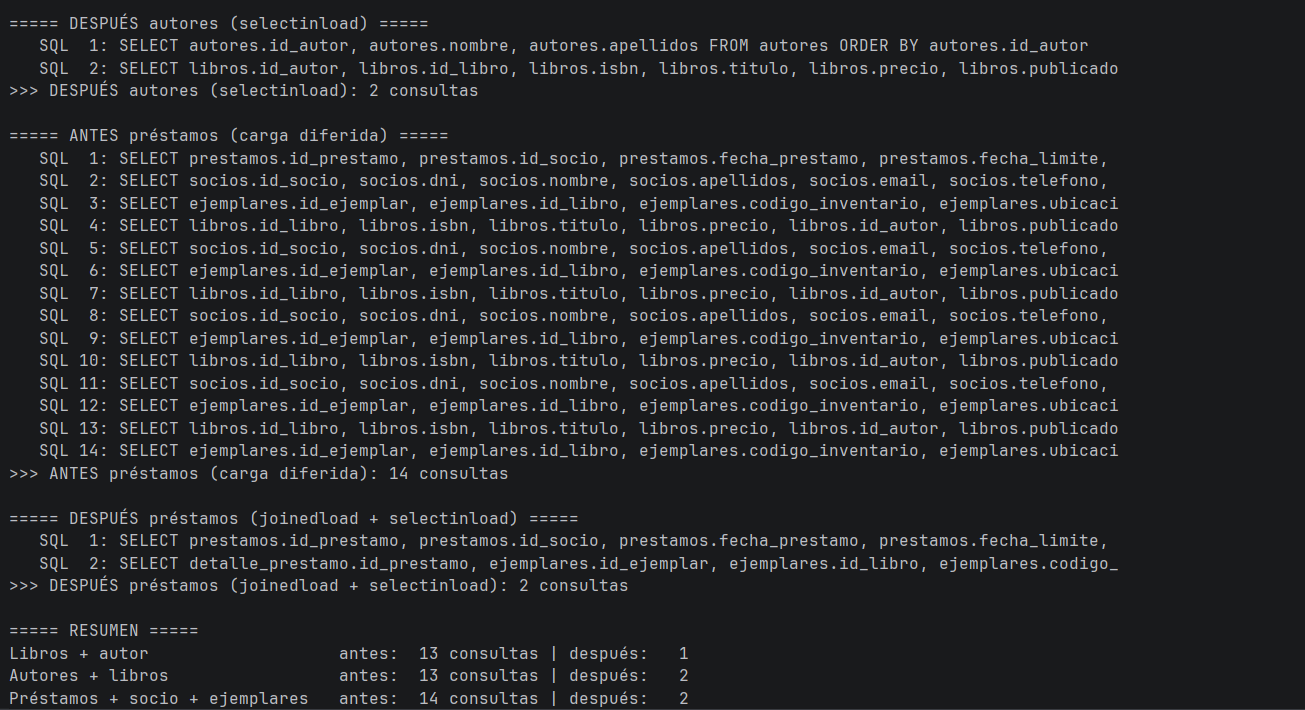 ===== DESPUÉS autores (selectinload) =====
   SQL  1: SELECT autores.id_autor, autores.nombre, autores.apellidos FROM autores ORDER BY autores.id_autor
   SQL  2: SELECT libros.id_autor, libros.id_libro, libros.isbn, libros.titulo, libros.precio, libros.publicado
>>> DESPUÉS autores (selectinload): 2 consultas

===== ANTES préstamos (carga diferida) =====
   SQL  1: SELECT prestamos.id_prestamo, prestamos.id_socio, prestamos.fecha_prestamo, prestamos.fecha_limite,
   SQL  2: SELECT socios.id_socio, socios.dni, socios.nombre, socios.apellidos, socios.email, socios.telefono,
   SQL  3: SELECT ejemplares.id_ejemplar, ejemplares.id_libro, ejemplares.codigo_inventario, ejemplares.ubicaci
   SQL  4: SELECT libros.id_libro, libros.isbn, libros.titulo, libros.precio, libros.id_autor, libros.publicado
   SQL  5: SELECT socios.id_socio, socios.dni, socios.nombre, socios.apellidos, socios.email, socios.telefono,
   SQL  6: SELECT ejemplares.id_ejemplar, ejemplares.id_libro, ejemplares.codigo_inventario, ejemplares.ubicaci
   SQL  7: SELECT libros.id_libro, libros.isbn, libros.titulo, libros.precio, libros.id_autor, libros.publicado
   SQL  8: SELECT socios.id_socio, socios.dni, socios.nombre, socios.apellidos, socios.email, socios.telefono,
   SQL  9: SELECT ejemplares.id_ejemplar, ejemplares.id_libro, ejemplares.codigo_inventario, ejemplares.ubicaci
   SQL 10: SELECT libros.id_libro, libros.isbn, libros.titulo, libros.precio, libros.id_autor, libros.publicado
   SQL 11: SELECT socios.id_socio, socios.dni, socios.nombre, socios.apellidos, socios.email, socios.telefono,
   SQL 12: SELECT ejemplares.id_ejemplar, ejemplares.id_libro, ejemplares.codigo_inventario, ejemplares.ubicaci
   SQL 13: SELECT libros.id_libro, libros.isbn, libros.titulo, libros.precio, libros.id_autor, libros.publicado
   SQL 14: SELECT ejemplares.id_ejemplar, ejemplares.id_libro, ejemplares.codigo_inventario, ejemplares.ubicaci
>>> ANTES préstamos (carga diferida): 14 consultas

===== DESPUÉS préstamos (joinedload + selectinload) =====
   SQL  1: SELECT prestamos.id_prestamo, prestamos.id_socio, prestamos.fecha_prestamo, prestamos.fecha_limite,
   SQL  2: SELECT detalle_prestamo.id_prestamo, ejemplares.id_ejemplar, ejemplares.id_libro, ejemplares.codigo_
>>> DESPUÉS préstamos (joinedload + selectinload): 2 consultas

===== RESUMEN =====
Libros + autor                   antes:  13 consultas | después:   1
Autores + libros                 antes:  13 consultas | después:   2
Préstamos + socio + ejemplares   antes:  14 consultas | después:   2